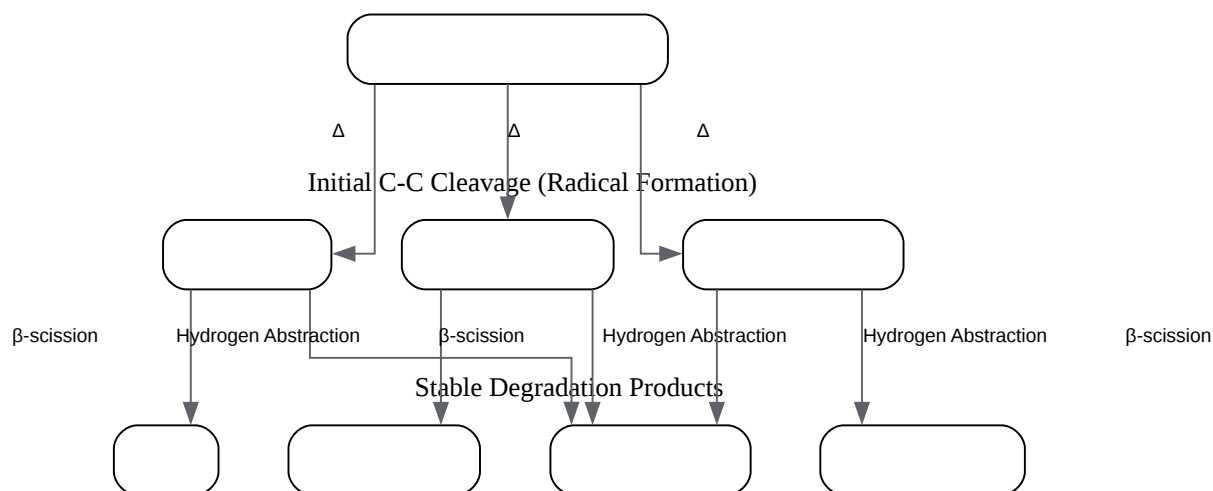 Δ Δ Δ
Initial C-C Cleavage (Radical Formation)
β-scission Hydrogen Abstraction β-scission Hydrogen Abstraction Hydrogen Abstraction β-scission
Stable Degradation Products